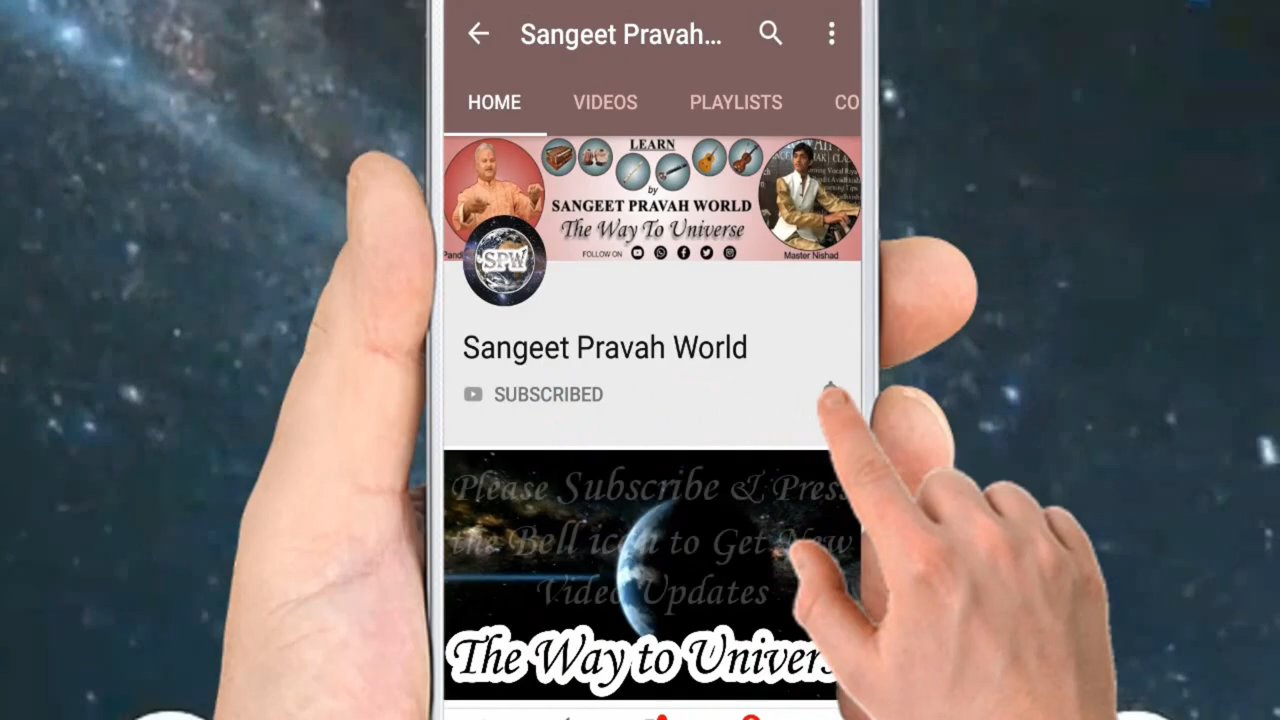 Sangeet Pravah...
HOME VIDEOS PLAYLISTS CO
LEARN
by
SANGEET PRAVAH WORLD
The Way To Universe
FOLLOW ON
Master Nishad
SPW
Sangeet Pravah World
SUBSCRIBED
Please Subscribe & Press
the Bell icon to Get New
Video Updates
The Way to Univer